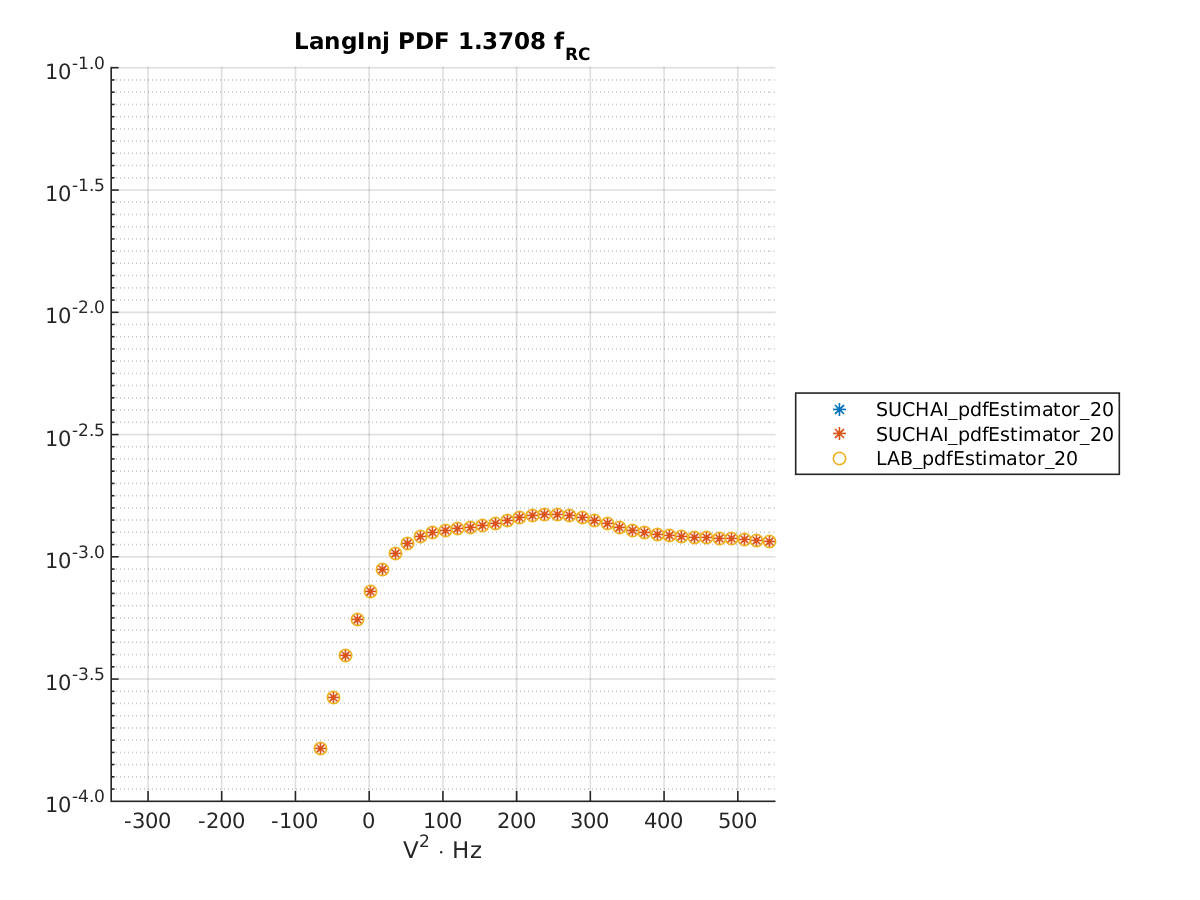 LangInj PDF 1.3708 f_RC
10^-1.0
10^-1.5
10^-2.0
10^-2.5
10^-3.0
10^-3.5
10^-4.0
-300 -200 -100 0 100 200 300 400 500
V^2 · Hz
SUCHAI_pdfEstimator_20
SUCHAI_pdfEstimator_20
LAB_pdfEstimator_20